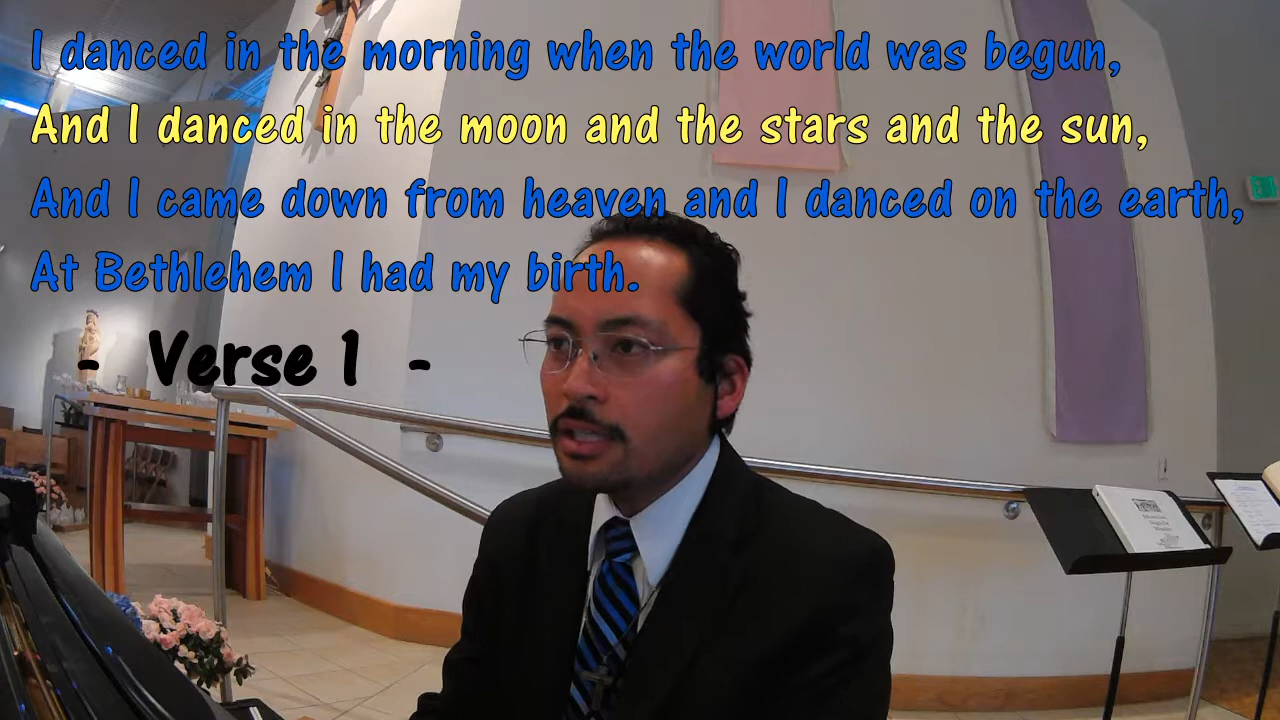 I danced in the morning when the world was begun,
And I danced in the moon and the stars and the sun,
And I came down from heaven and I danced on the earth,
At Bethlehem I had my birth.
- Verse 1 -